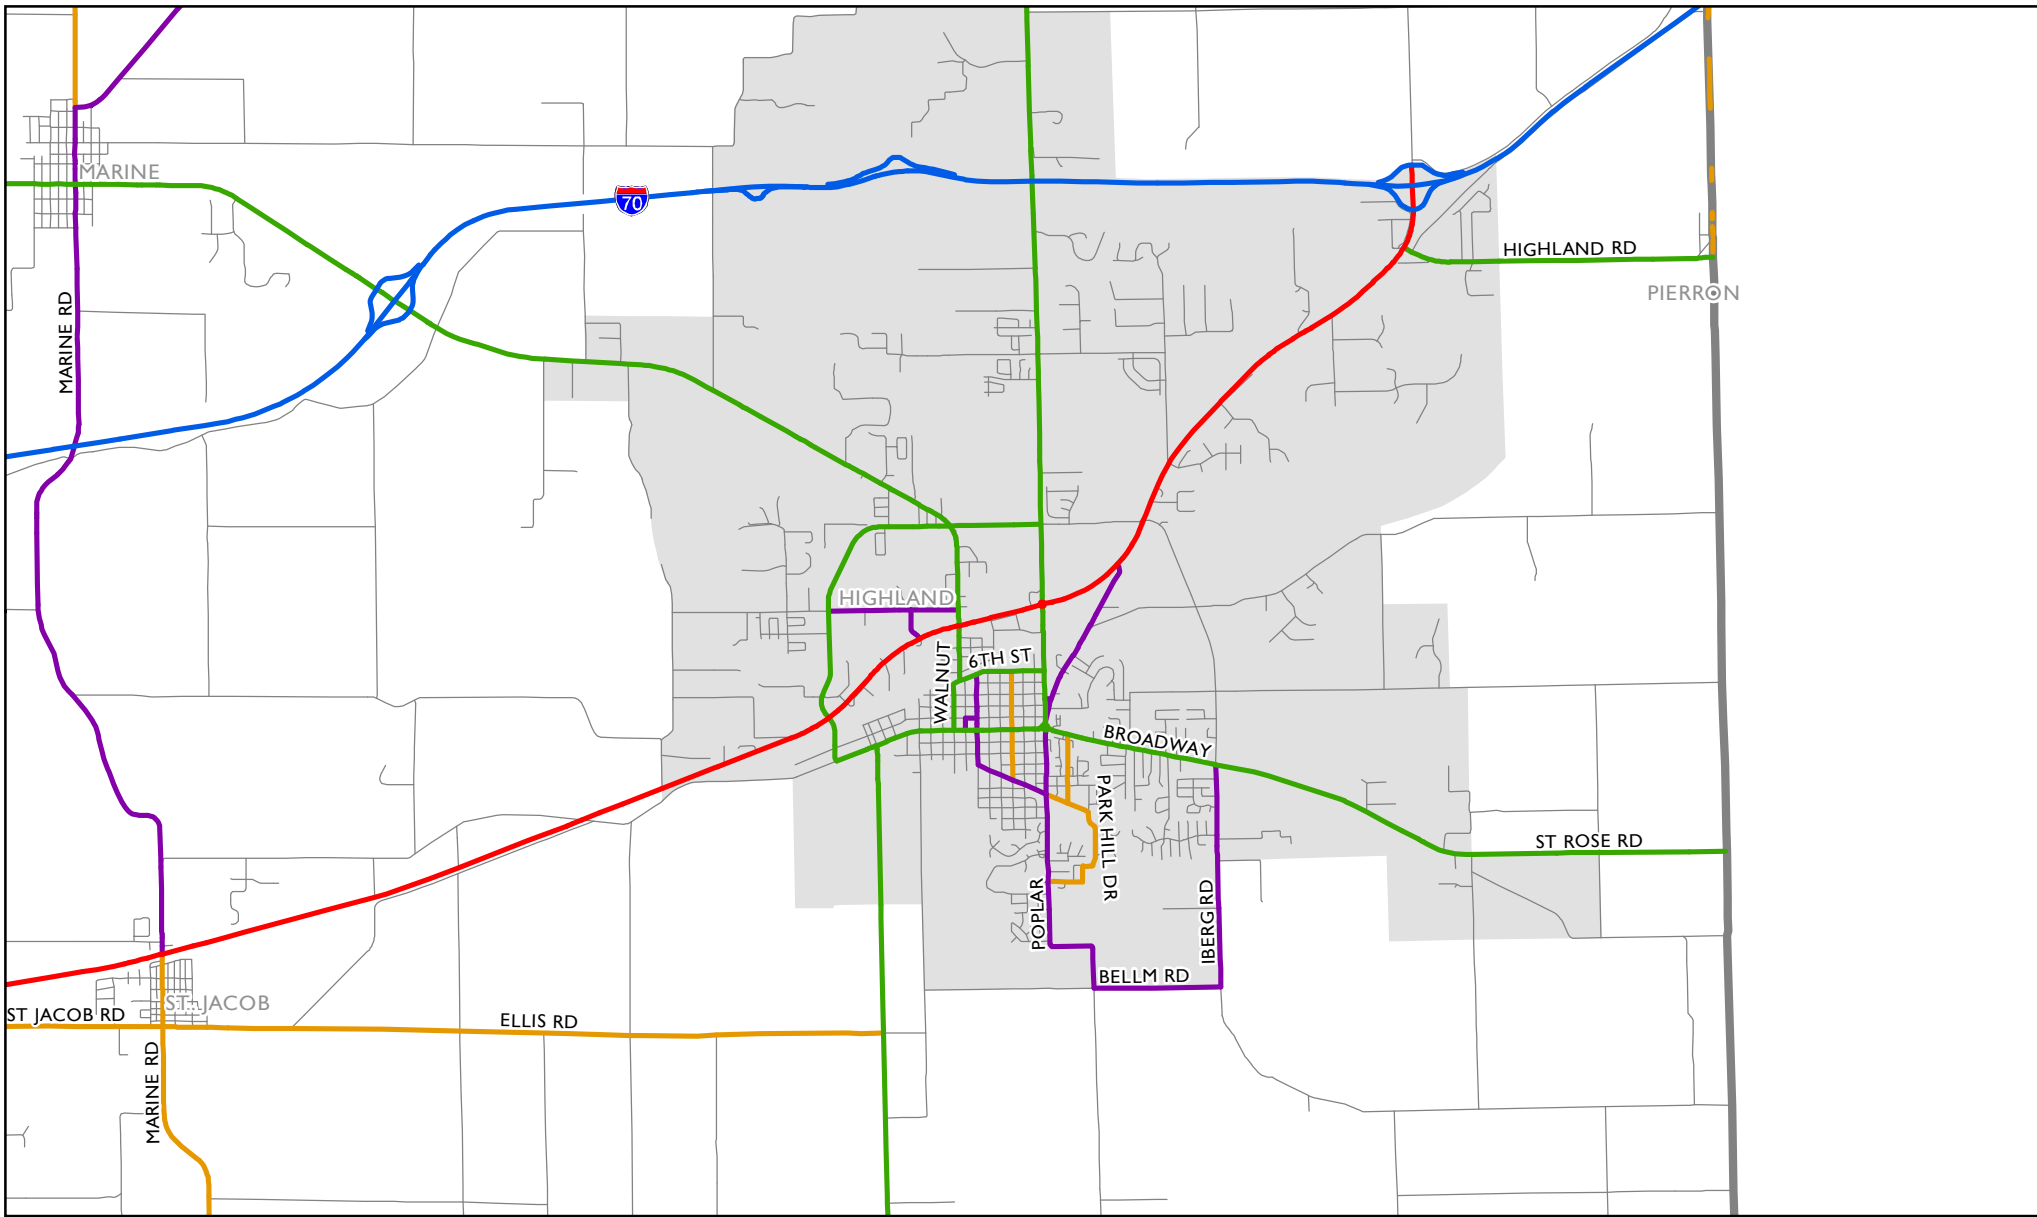 MARINE
70
HIGHLAND RD
PIERRON
MARINE RD
HIGHLAND
WALNUT
6TH ST
BROADWAY
PARK HILL DR
ST ROSE RD
POPLAR
IBERG RD
BELLM RD
ST. JACOB
ST JACOB RD
ELLIS RD
MARINE RD